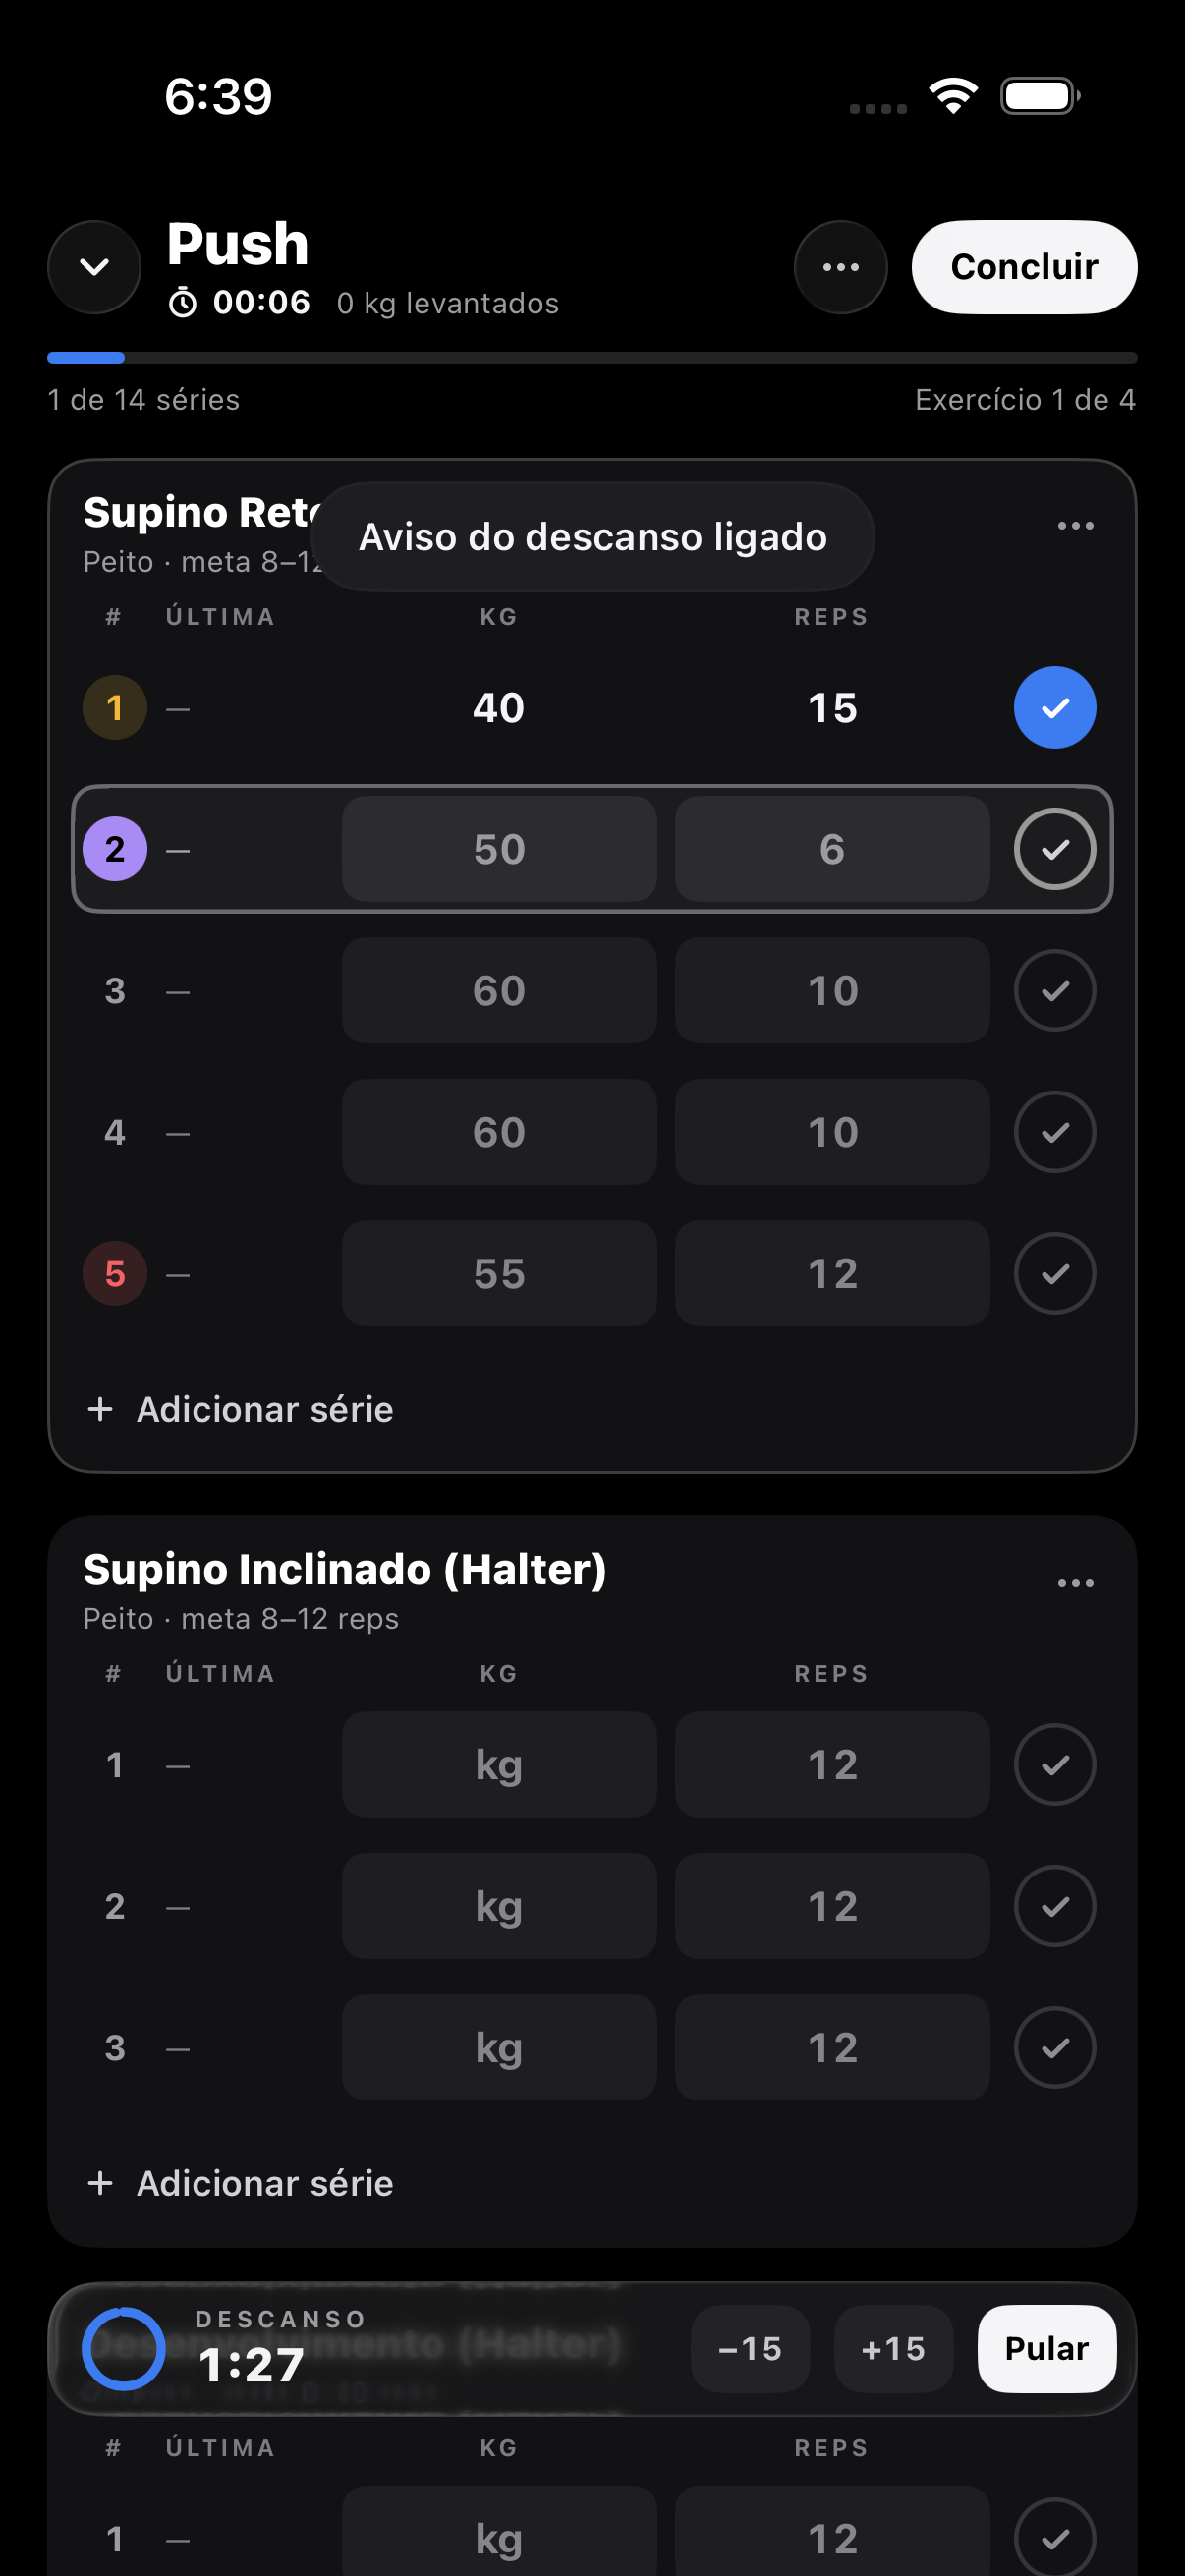 6:39
Push
00:06 0 kg levantados
Concluir
1 de 14 séries
Exercício 1 de 4
Supino
Aviso do descanso ligado
Peito · meta
# ÚLTIMA KG REPS
1 — 40 15
2 — 50 6
3 — 60 10
4 — 60 10
5 — 55 12
+ Adicionar série
Supino Inclinado (Halter)
Peito · meta 8–12 reps
# ÚLTIMA KG REPS
1 — kg 12
2 — kg 12
3 — kg 12
+ Adicionar série
DESCANSO
1:27
−15 +15 Pular
(Halter)
# ÚLTIMA KG REPS
1 — kg 12